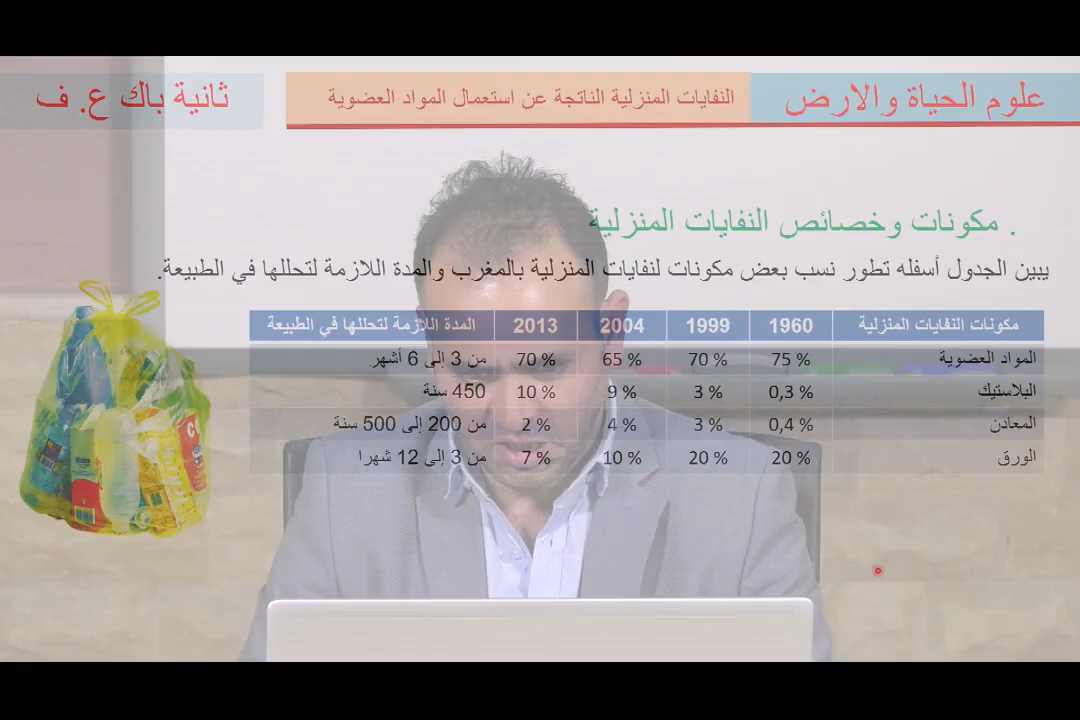 علوم الحياة والارض
النفايات المنزلية الناتجة عن استعمال المواد العضوية
ثانية باك ع. ف
. مكونات وخصائص النفايات المنزلية
يبين الجدول أسفله تطور نسب بعض مكونات لنفايات المنزلية بالمغرب والمدة اللازمة لتحللها في الطبيعة.
مكونات النفايات المنزلية 1960 1999 2004 2013 المدة اللازمة لتحللها في الطبيعة
المواد العضوية 75 % 70 % 65 % 70 % من 3 إلى 6 أشهر.
البلاستيك 0,3 % 3 % 9 % 10 % 450 سنة
المعادن 0,4 % 3 % 4 % 2 % من 200 إلى 500 سنة
الورق 20 % 20 % 10 % 7 % من 3 إلى 12 شهرا